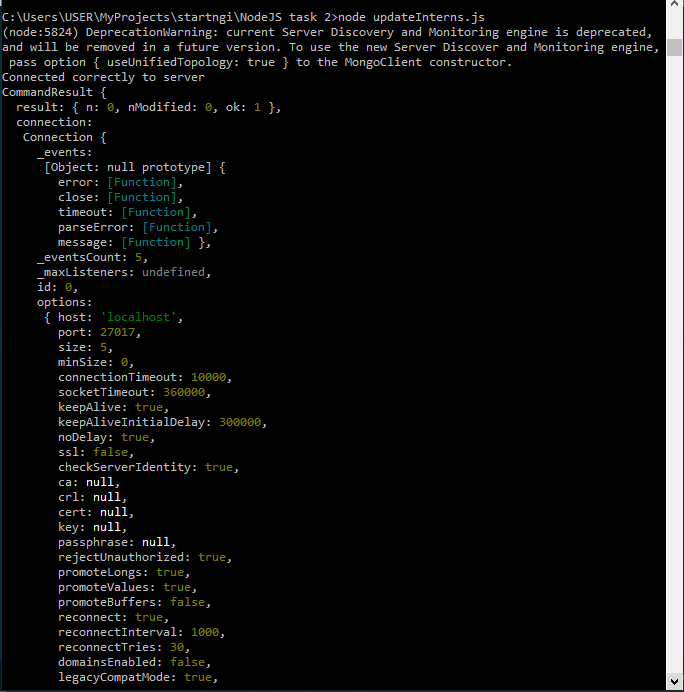 C:\Users\USER\MyProjects\startngi\NodeJS task 2>node updateInterns.js
(node:5824) DeprecationWarning: current Server Discovery and Monitoring engine is deprecated,
and will be removed in a future version. To use the new Server Discover and Monitoring engine,
 pass option { useUnifiedTopology: true } to the MongoClient constructor.
Connected correctly to server
CommandResult {
  result: { n: 0, nModified: 0, ok: 1 },
  connection:
   Connection {
     _events:
      [Object: null prototype] {
        error: [Function],
        close: [Function],
        timeout: [Function],
        parseError: [Function],
        message: [Function] },
     _eventsCount: 5,
     _maxListeners: undefined,
     id: 0,
     options:
      { host: 'localhost',
        port: 27017,
        size: 5,
        minSize: 0,
        connectionTimeout: 10000,
        socketTimeout: 360000,
        keepAlive: true,
        keepAliveInitialDelay: 300000,
        noDelay: true,
        ssl: false,
        checkServerIdentity: true,
        ca: null,
        crl: null,
        cert: null,
        key: null,
        passphrase: null,
        rejectUnauthorized: true,
        promoteLongs: true,
        promoteValues: true,
        promoteBuffers: false,
        reconnect: true,
        reconnectInterval: 1000,
        reconnectTries: 30,
        domainsEnabled: false,
        legacyCompatMode: true,